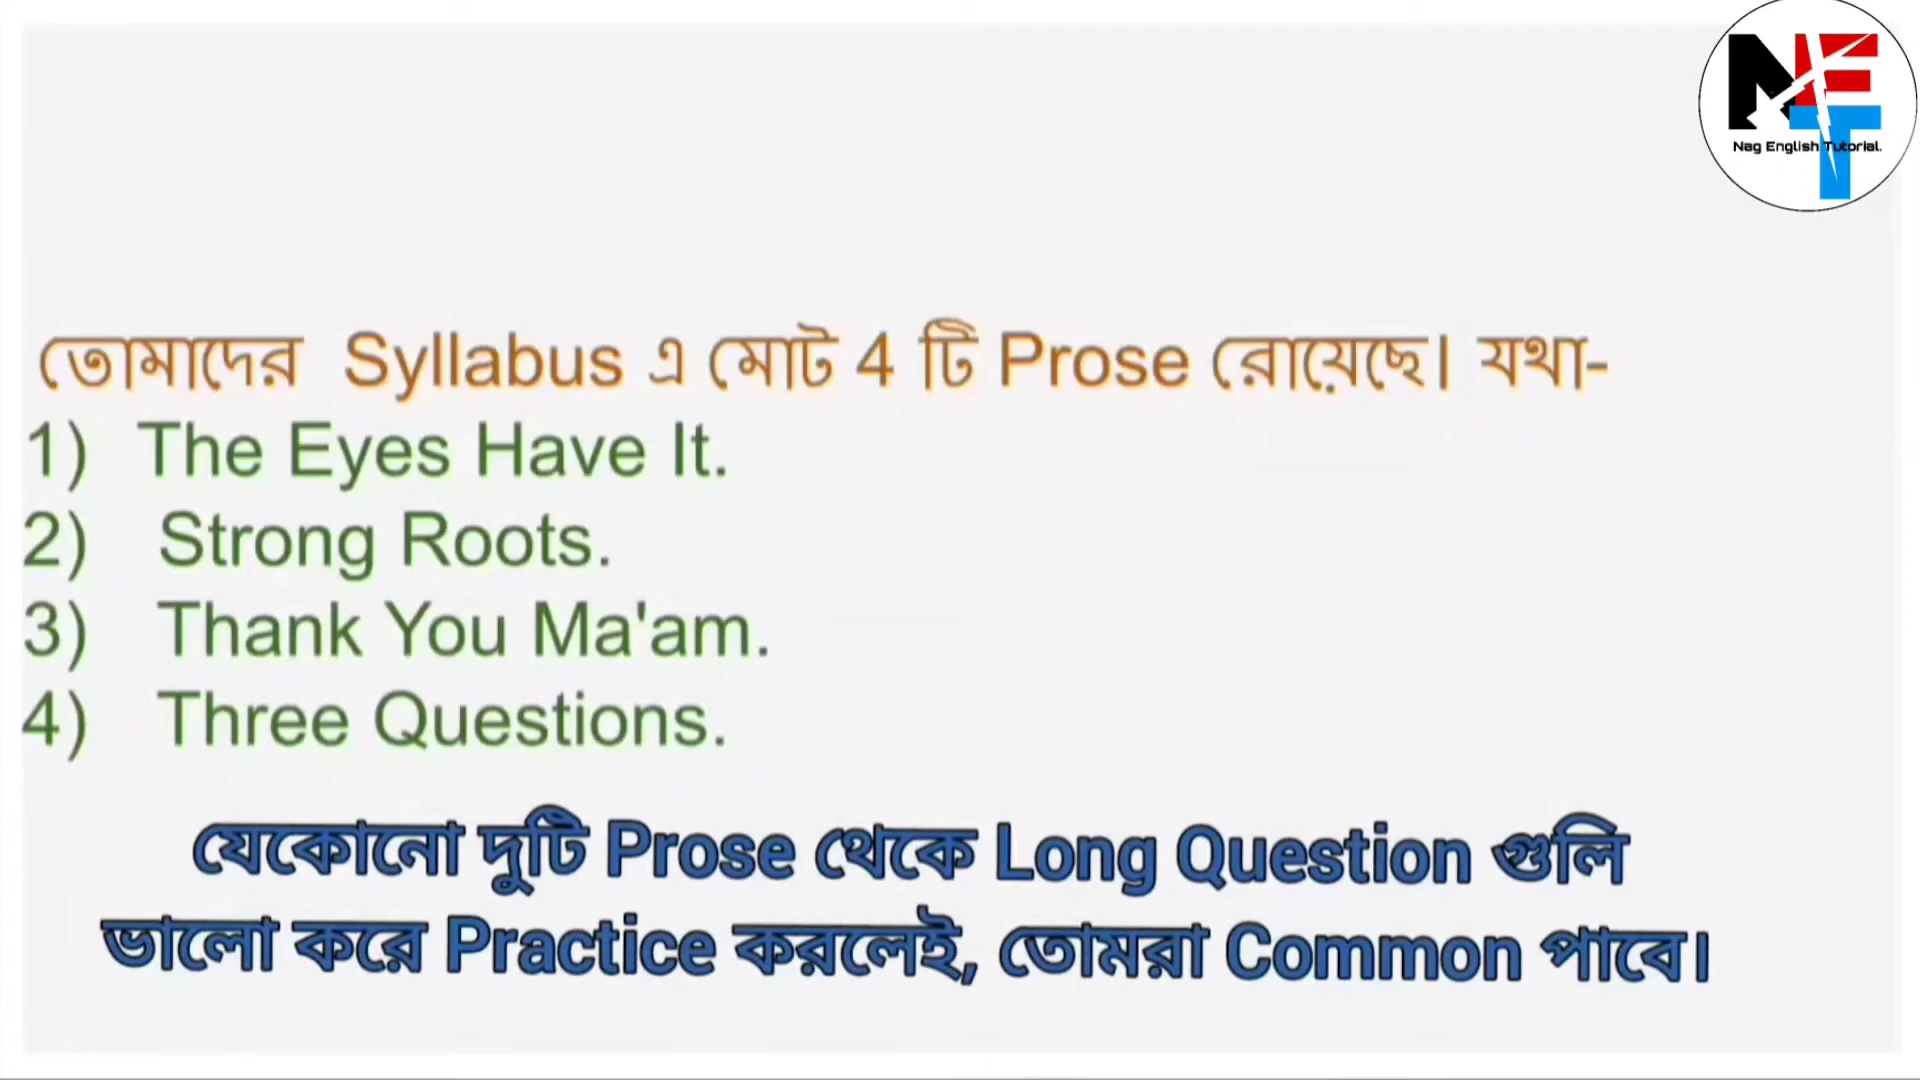 NET
Nag English Tutorial.
তোমাদের Syllabus এ মোট 4 টি Prose রোয়েছে। যথা-
1) The Eyes Have It.
2) Strong Roots.
3) Thank You Ma'am.
4) Three Questions.
যেকোনো দুটি Prose থেকে Long Question গুলি
ভালো করে Practice করলেই, তোমরা Common পাবে।